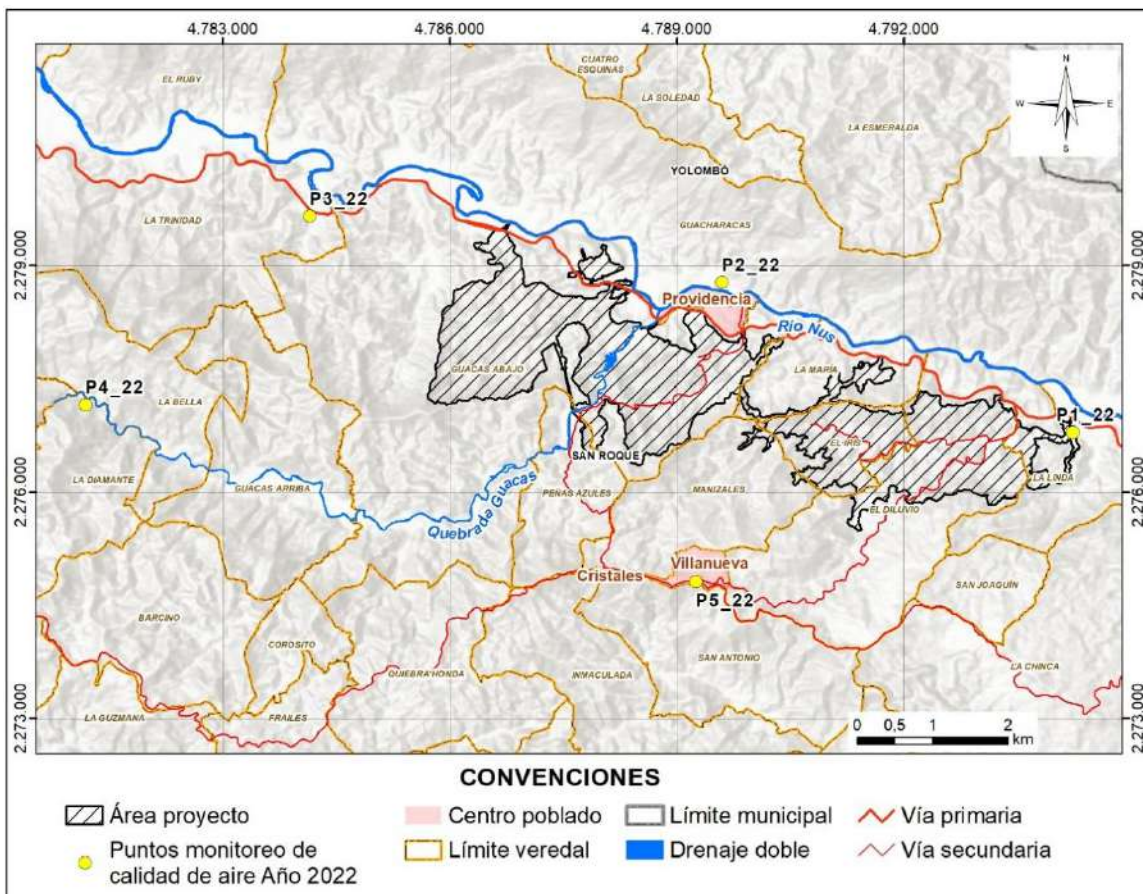 4.783.000
4.786.000
4.789.000
4.792.000
CUATRO
ESQUINAS
EL RUBY
LA SOLEDAD
N
W
E
S
LA ESMERALDA
YOLOMBÓ
P3_22
LA TRINIDAD
GUACHARACAS
2.279.000
2.279.000
P2_22
Providencia
Río Nus
GUACAS ABAJO
LA MARÍA
P4_22
LA BELLA
P1_22
EL IRIS
SAN ROQUE
LA DIAMANTE
GUACAS ARRIBA
PEÑAS AZULES
MANIZALES
LA LINDA
2.276.000
2.276.000
EL DILUVIO
Quebrada Guacas
Villanueva
Cristales
P5_22
SAN JOAQUÍN
BARCINO
COROSITO
SAN ANTONIO
QUIEBRA HONDA
INMACULADA
LA CHINCA
LA GUZMANA
FRAILES
2.273.000
2.273.000
0 0,5 1 2
km
CONVENCIONES
Área proyecto
Centro poblado
Límite municipal
Vía primaria
Puntos monitoreo de
calidad de aire Año 2022
Límite veredal
Drenaje doble
Vía secundaria